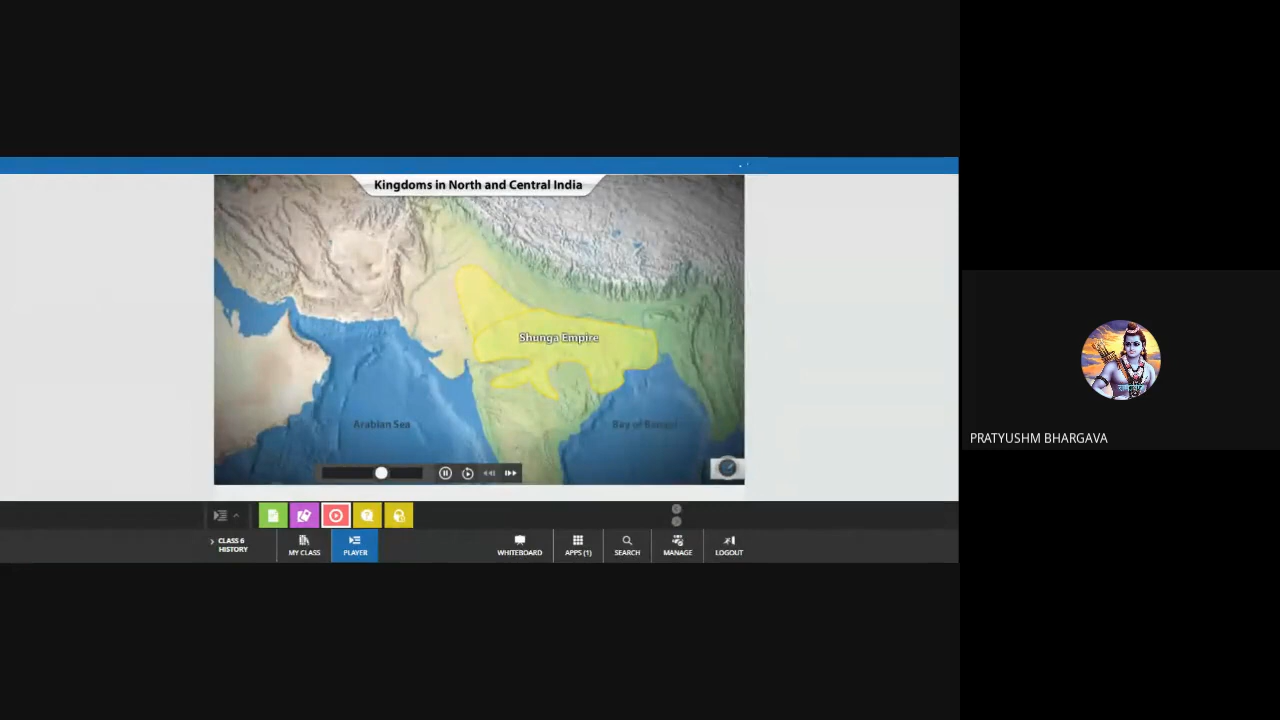 Kingdoms in North and Central India
Shunga Empire
Arabian Sea
Bay of Bengal
PRATYUSHM BHARGAVA
CLASS 6
HISTORY
MY CLASS
PLAYER
WHITEBOARD
APPS (1)
SEARCH
MANAGE
LOGOUT